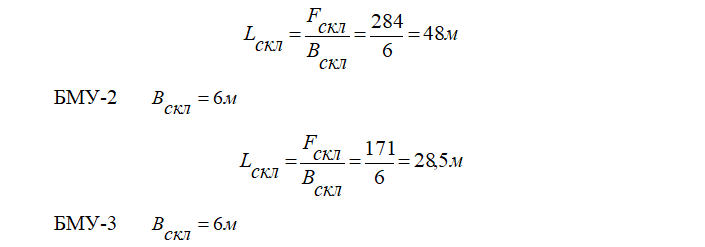 L_скл = F_скл / B_скл = 284 / 6 = 48м
БМУ-2 B_скл = 6м
L_скл = F_скл / B_скл = 171 / 6 = 28,5м
БМУ-3 B_скл = 6м